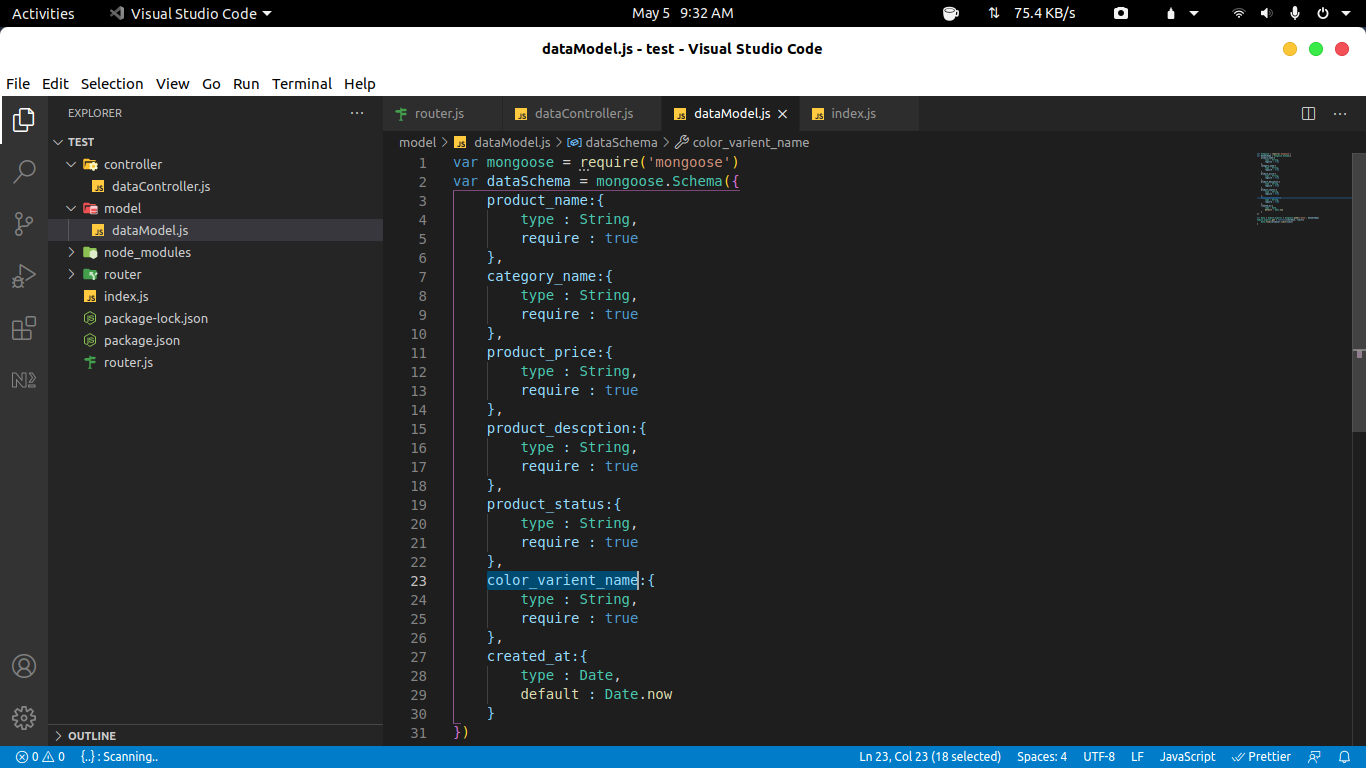 Activities Visual Studio Code May 5 9:32 AM 75.4 KB/s
dataModel.js - test - Visual Studio Code
File Edit Selection View Go Run Terminal Help
EXPLORER
TEST
controller
dataController.js
model
dataModel.js
node_modules
router
index.js
package-lock.json
package.json
router.js
OUTLINE
router.js dataController.js dataModel.js index.js
model > dataModel.js > dataSchema > color_varient_name
1 var mongoose = require('mongoose')
2 var dataSchema = mongoose.Schema({
3 product_name:{
4 type : String,
5 require : true
6 },
7 category_name:{
8 type : String,
9 require : true
10 },
11 product_price:{
12 type : String,
13 require : true
14 },
15 product_descption:{
16 type : String,
17 require : true
18 },
19 product_status:{
20 type : String,
21 require : true
22 },
23 color_varient_name:{
24 type : String,
25 require : true
26 },
27 created_at:{
28 type : Date,
29 default : Date.now
30 }
31 })
0 0 {..} : Scanning.. Ln 23, Col 23 (18 selected) Spaces: 4 UTF-8 LF JavaScript Prettier